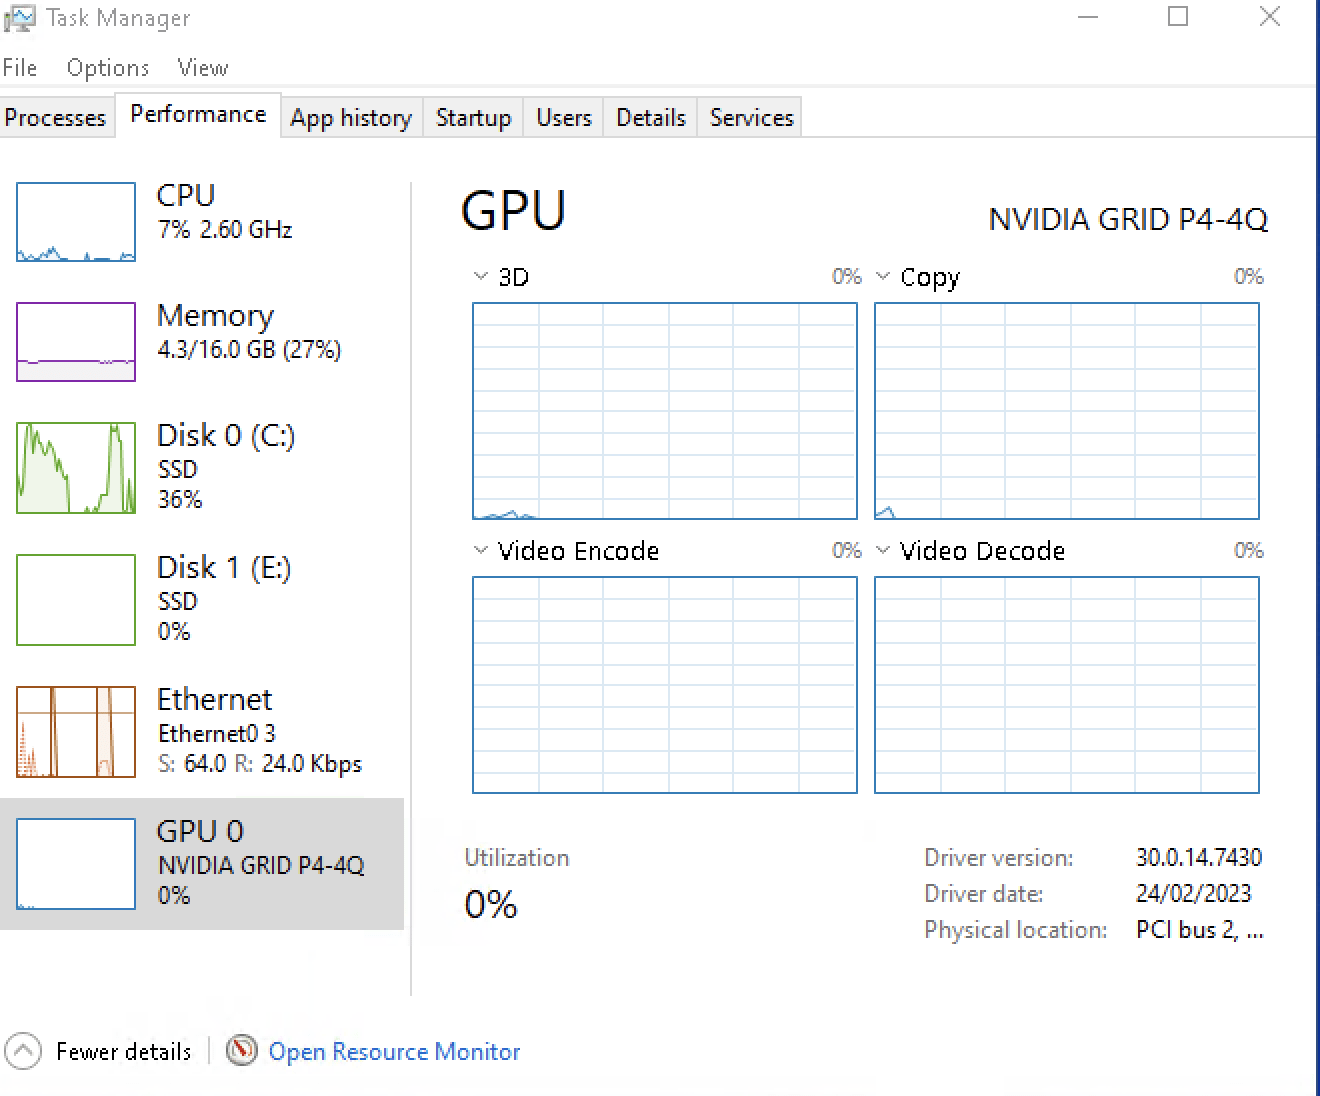 Task Manager
File Options View
Processes Performance App history Startup Users Details Services
CPU
7% 2.60 GHz
Memory
4.3/16.0 GB (27%)
Disk 0 (C:)
SSD
36%
Disk 1 (E:)
SSD
0%
Ethernet
Ethernet0 3
S: 64.0 R: 24.0 Kbps
GPU 0
NVIDIA GRID P4-4Q
0%
GPU NVIDIA GRID P4-4Q
3D 0% Copy 0%
Video Encode 0% Video Decode 0%
Utilization
0%
Driver version: 30.0.14.7430
Driver date: 24/02/2023
Physical location: PCI bus 2, ...
Fewer details Open Resource Monitor